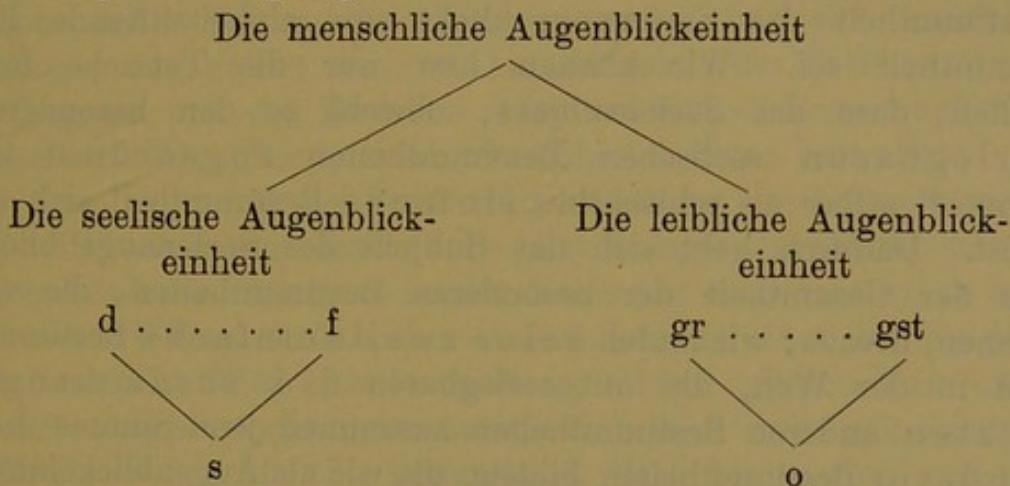 Die menschliche Augenblickeinheit
Die seelische Augenblick-
einheit
d . . . . . . . f
s
Die leibliche Augenblick-
einheit
gr . . . . . gst
o